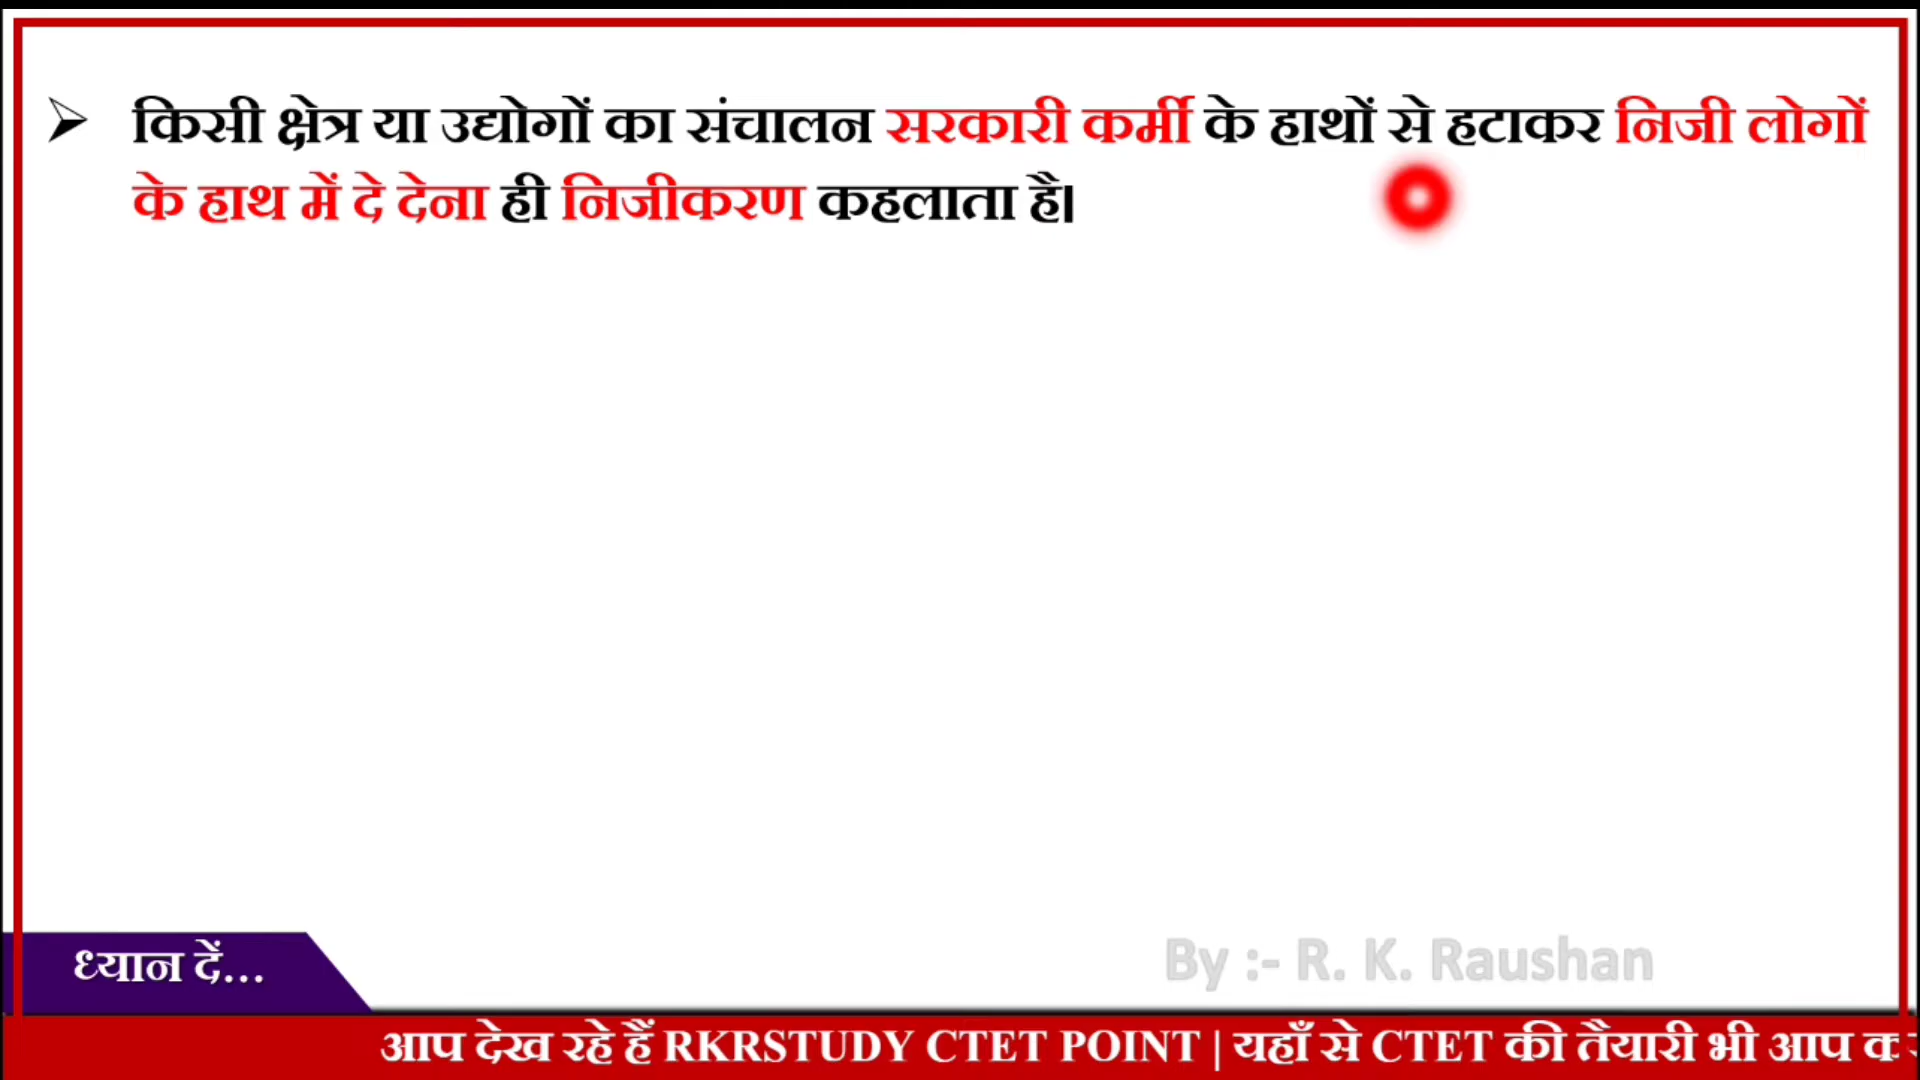 किसी क्षेत्र या उद्योगों का संचालन सरकारी कर्मी के हाथों से हटाकर निजी लोगों
के हाथ में दे देना ही निजीकरण कहलाता है।
ध्यान दें...
By :- R. K. Raushan
आप देख रहे हैं RKRSTUDY CTET POINT | यहाँ से CTET की तैयारी भी आप